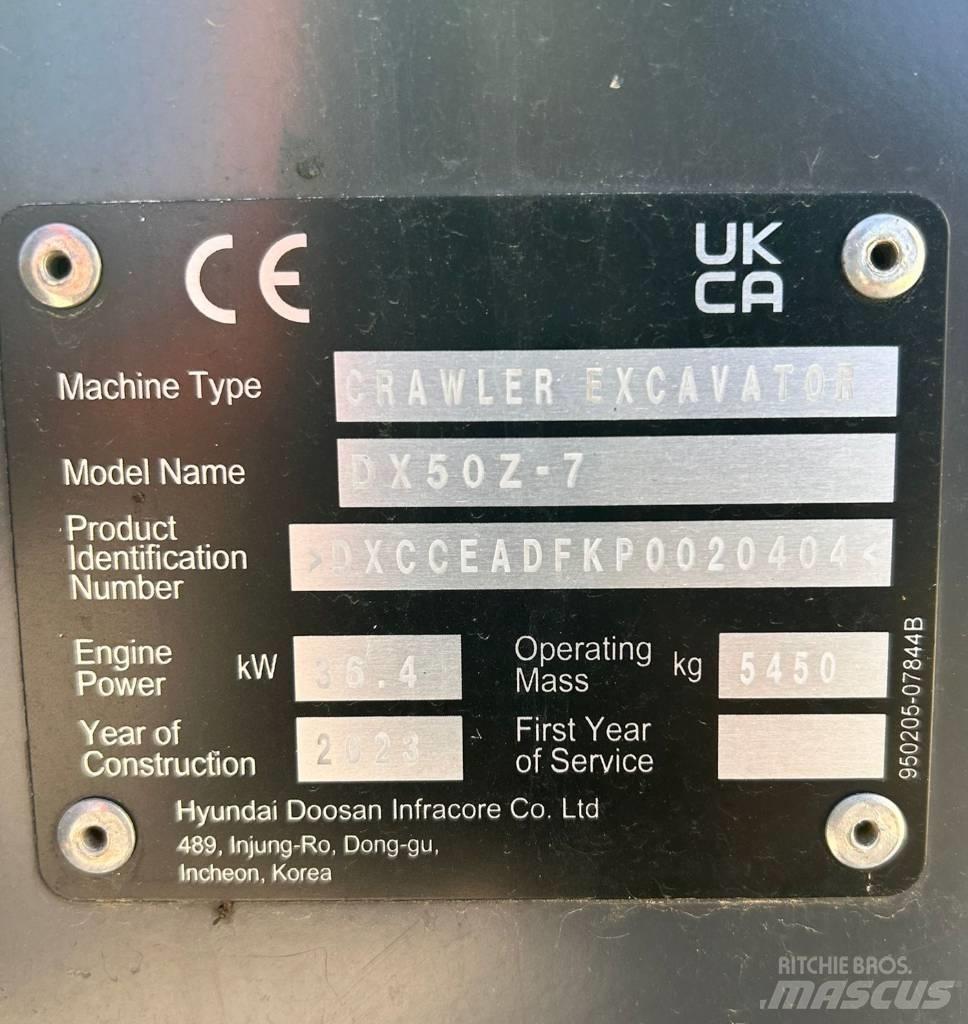 CE
UK
CA
Machine Type CRAWLER EXCAVATOR
Model Name DX50Z-7
Product
Identification
Number
>DXCCEADFKP0020404<
Engine
Power kW 36.4
Operating
Mass kg 5450
Year of
Construction 2023
First Year
of Service
Hyundai Doosan Infracore Co. Ltd
489, Injung-Ro, Dong-gu,
Incheon, Korea
950205-07844B
RITCHIE BROS.
MASCUS